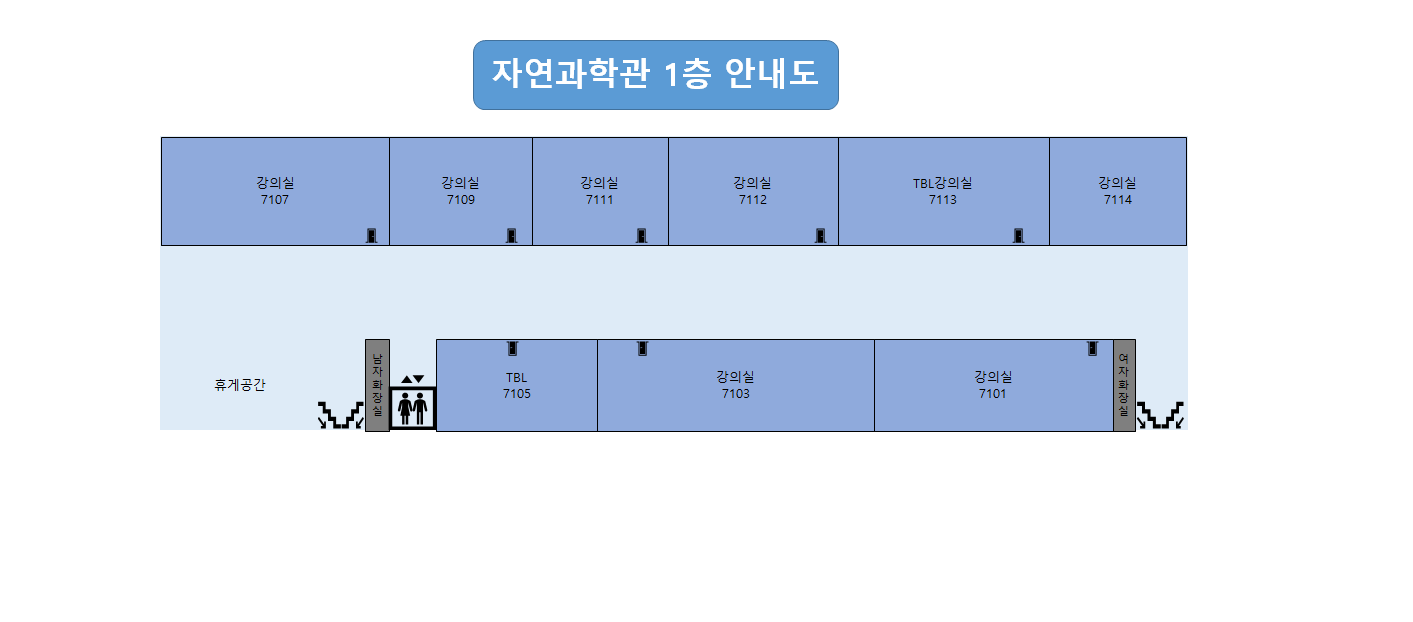 자연과학관 1층 안내도
강의실
7107
강의실
7109
강의실
7111
강의실
7112
TBL강의실
7113
강의실
7114
휴게공간
남자화장실
TBL
7105
강의실
7103
강의실
7101
여자화장실